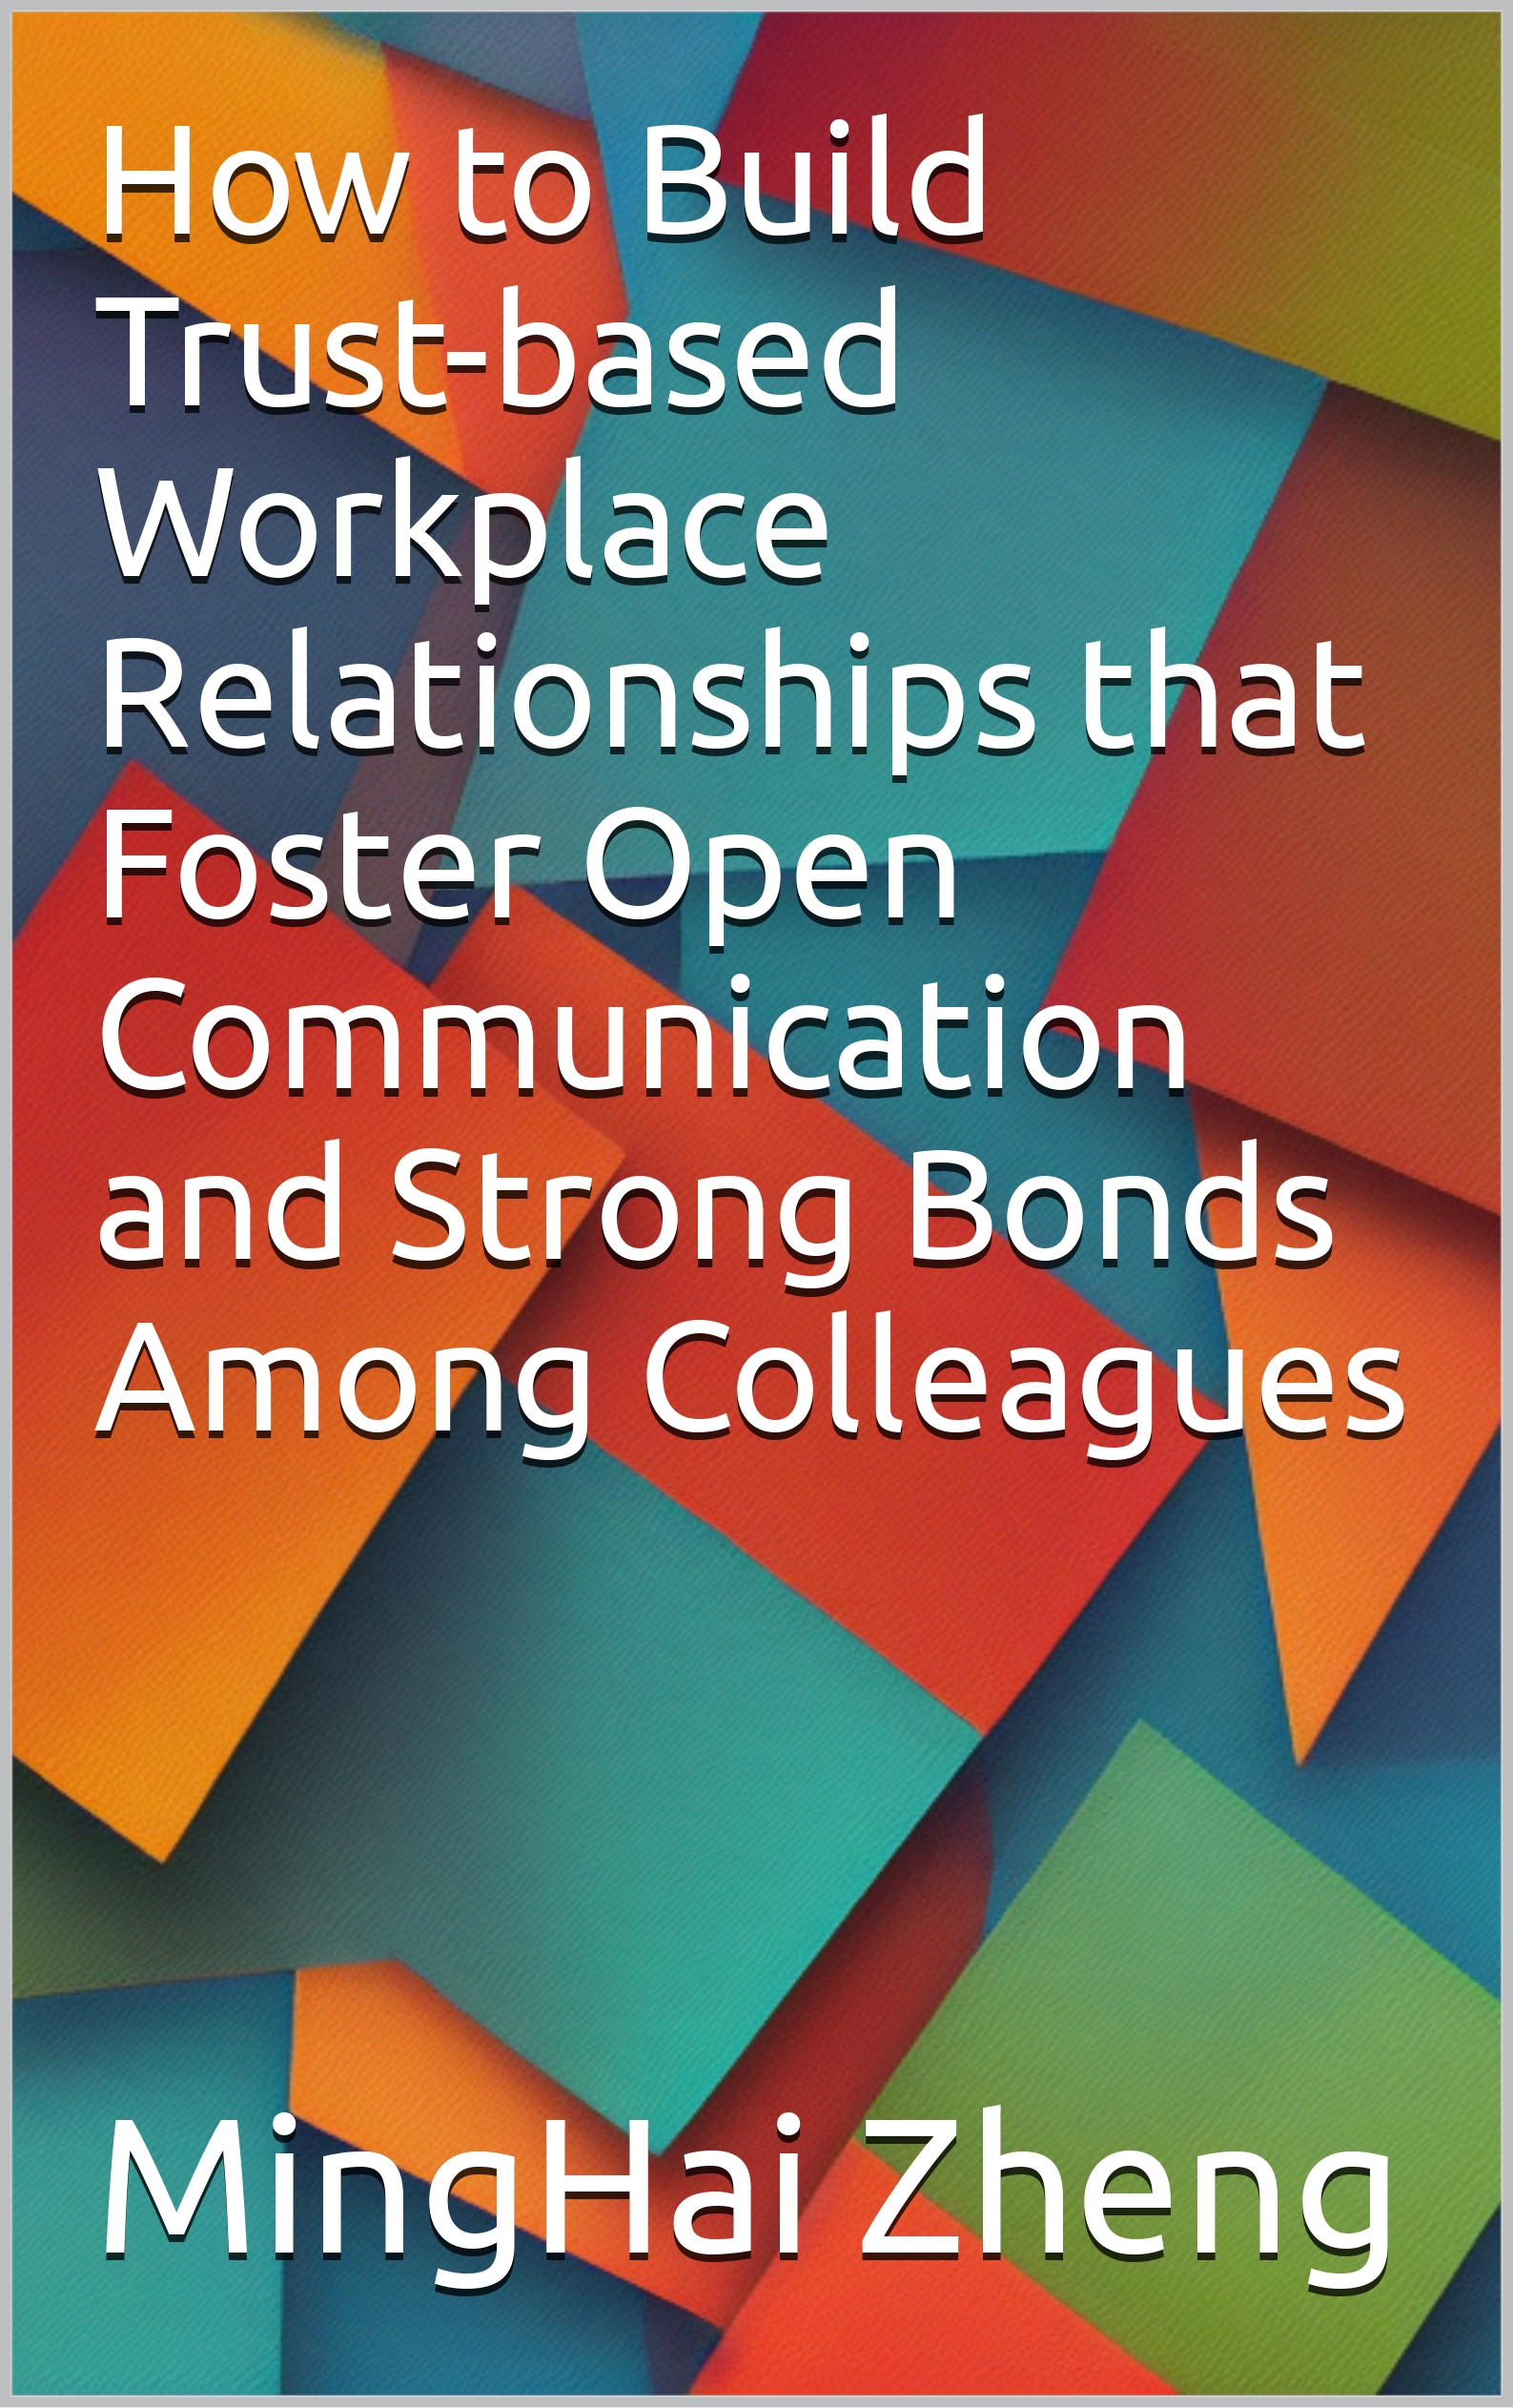 How to Build
Trust-based
Workplace
Relationships that
Foster Open
Communication
and Strong Bonds
Among Colleagues
MingHai Zheng